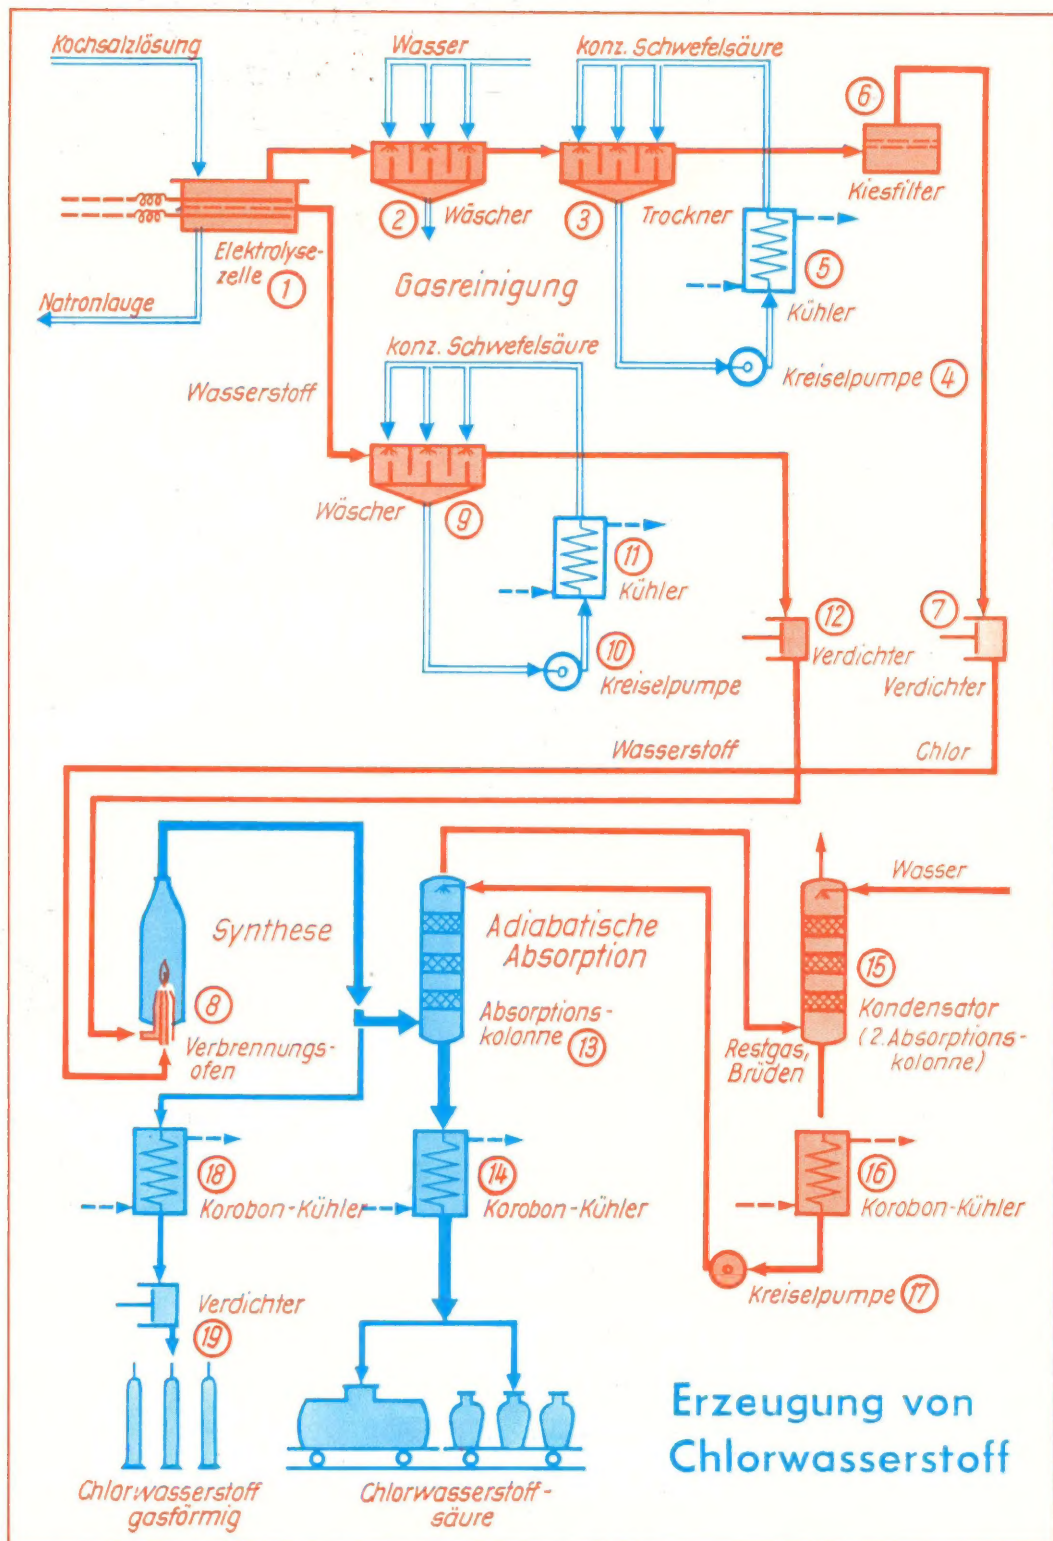 Kochsalzlösung
Wasser
konz. Schwefelsäure
6
Kiesfilter
2
Wäscher
3
Trockner
Elektrolyse-
zelle 1
5
Kühler
Gasreinigung
Natronlauge
konz. Schwefelsäure
Kreiselpumpe 4
Wasserstoff
Wäscher
9
11
Kühler
10
Kreiselpumpe
12
Verdichter
7
Verdichter
Wasserstoff
Chlor
Synthese
8
Verbrennungs-
ofen
Adiabatische
Absorption
Absorptions-
kolonne 13
Wasser
15
Kondensator
(2. Absorptions-
kolonne)
Restgas,
Brüden
18
Korobon-Kühler
14
Korobon-Kühler
16
Korobon-Kühler
Kreiselpumpe 17
Verdichter
19
Chlorwasserstoff
gasförmig
Chlorwasserstoff-
säure
Erzeugung von
Chlorwasserstoff